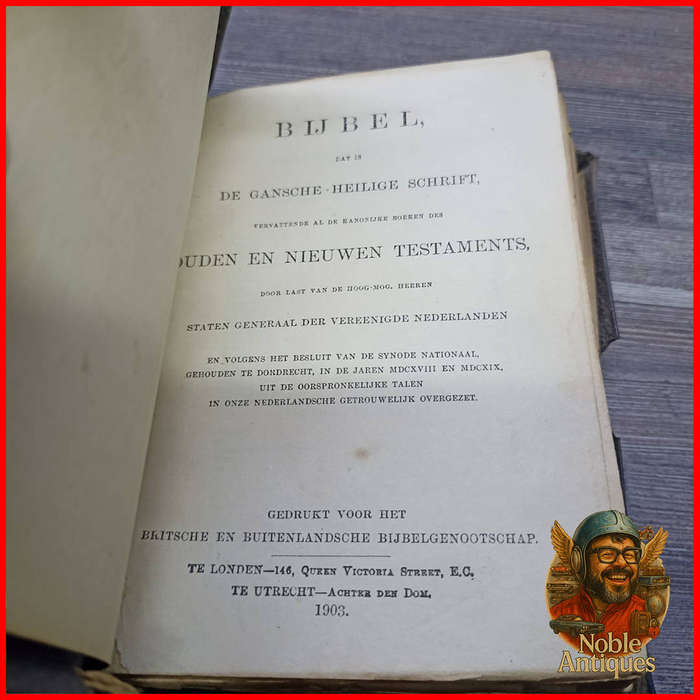 BIJBEL,
DAT IS
DE GANSCHE HEILIGE SCHRIFT,
VERVATTENDE AL DE KANONIJKE BOEKEN DES
OUDEN EN NIEUWEN TESTAMENTS,
DOOR LAST VAN DE HOOG-MOG. HEEREN
STATEN GENERAAL DER VEREENIGDE NEDERLANDEN
EN VOLGENS HET BESLUIT VAN DE SYNODE NATIONAAL,
GEHOUDEN TE DORDRECHT, IN DE JAREN MDCXVIII EN MDCXIX,
UIT DE OORSPRONKELIJKE TALEN
IN ONZE NEDERLANDSCHE GETROUWELIJK OVERGEZET.
GEDRUKT VOOR HET
BRITSCHE EN BUITENLANDSCHE BIJBELGENOOTSCHAP.
TE LONDEN—146, QUEEN VICTORIA STREET, E.C.
TE UTRECHT—ACHTER DEN DOM.
1903.
Noble
Antiques